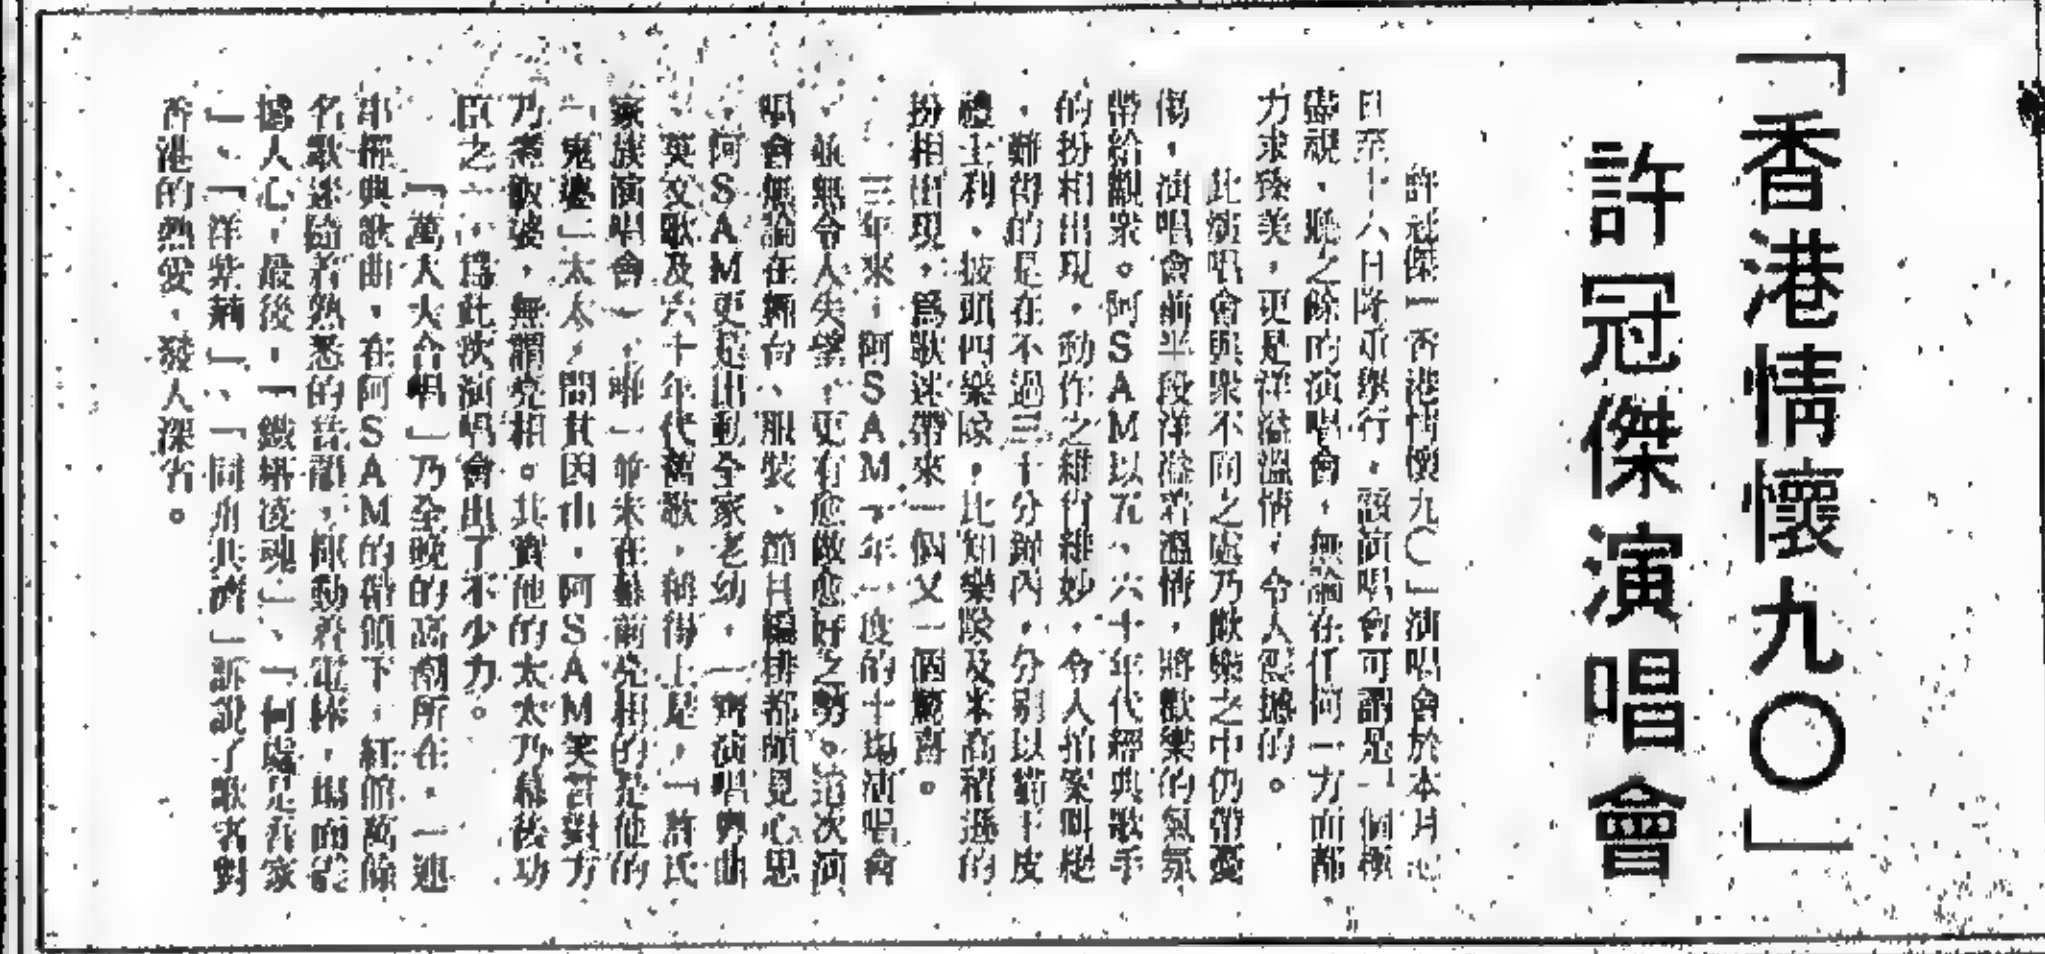 「香港情懷九〇」
許冠傑演唱會
許冠傑「香港情懷九〇」演唱會於本月七
日至十六日隆重舉行,該演唱會可謂是一個極
盡視、聽之餘的演唱會,無論在任何一方面都
力求臻美,更是洋溢溫情,令人震撼的。
此演唱會與眾不同之處乃歡樂之中仍帶憂
傷,演唱會前半段洋溢着溫情,將歡樂的氣氛
帶給觀眾。阿SAM以五、六十年代經典歌手
的扮相出現,動作之維肖維妙,令人拍案叫絕
,難得的是在不過三十分鐘內,分別以貓王皮
禮士利、披頭四樂隊,比知樂隊及本高積遜的
扮相出現,為歌迷帶來一個又一個驚喜。
三年來,阿SAM一年一度的十場演唱會
,並無令人失望,更有愈做愈好之勢。這次演
唱會無論在舞台、服裝、節目編排都頗見心思
,阿SAM更是出動全家老幼,一齊演唱粵曲
、英文歌及六十年代舊歌,稱得上是「許氏
家族演唱會」,唯一並未在幕前亮相的是他的
「鬼婆」太太,問其因由,阿SAM笑言對方
乃煮飯婆,無謂亮相。其實他的太太乃幕後功
臣之一,為此次演唱會出了不少力。
「萬人大合唱」乃全晚的高潮所在,一連
串經典歌曲,在阿SAM的帶領下,紅館萬餘
名歌迷隨着熟悉的音韻,揮動着電棒,場面震
撼人心,最後,「鐵塔凌雲」、「何處是吾家
」、「洋紫荊」、「同舟共濟」訴說了歌者對
香港的熱愛,發人深省。